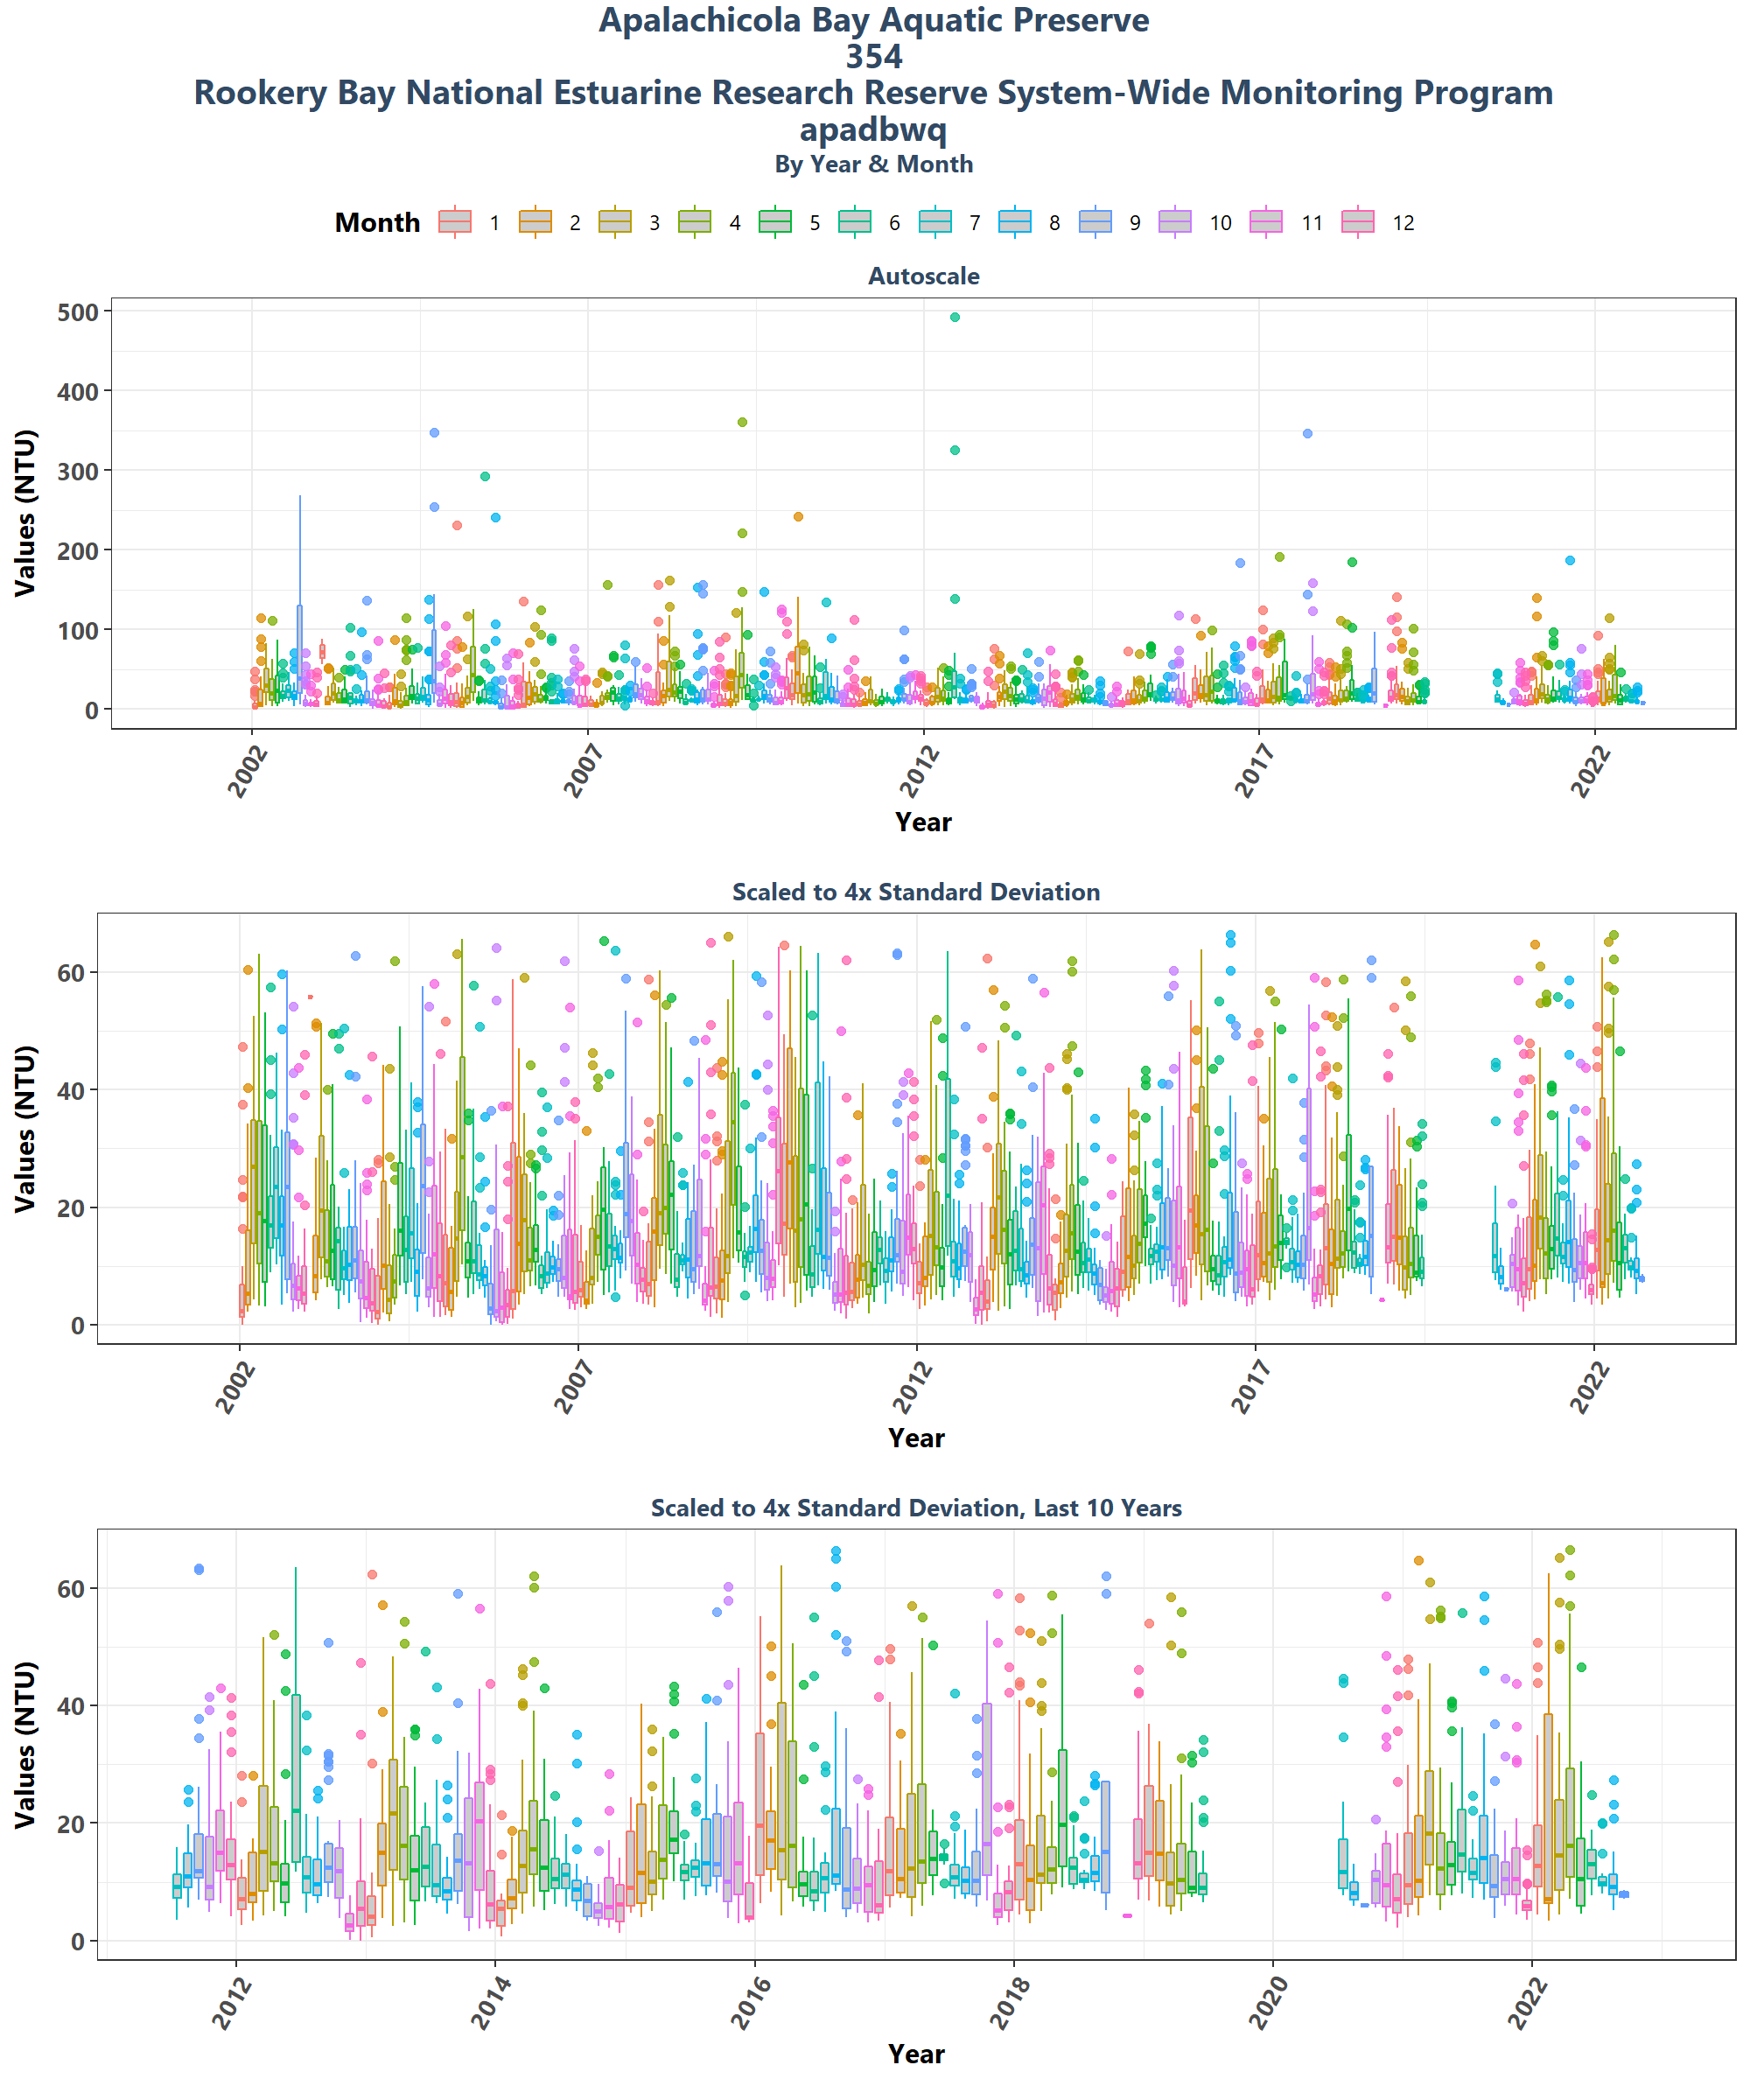 Apalachicola Bay Aquatic Preserve
354
Rookery Bay National Estuarine Research Reserve System-Wide Monitoring Program
apadbwq
By Year & Month
Month 1 2 3 4 5 6 7 8 9 10 11 12
Autoscale
Values (NTU)
500
400
300
200
100
0
2002 2007 2012 2017 2022
Year
Scaled to 4x Standard Deviation
Values (NTU)
60
40
20
0
2002 2007 2012 2017 2022
Year
Scaled to 4x Standard Deviation, Last 10 Years
Values (NTU)
60
40
20
0
2012 2014 2016 2018 2020 2022
Year